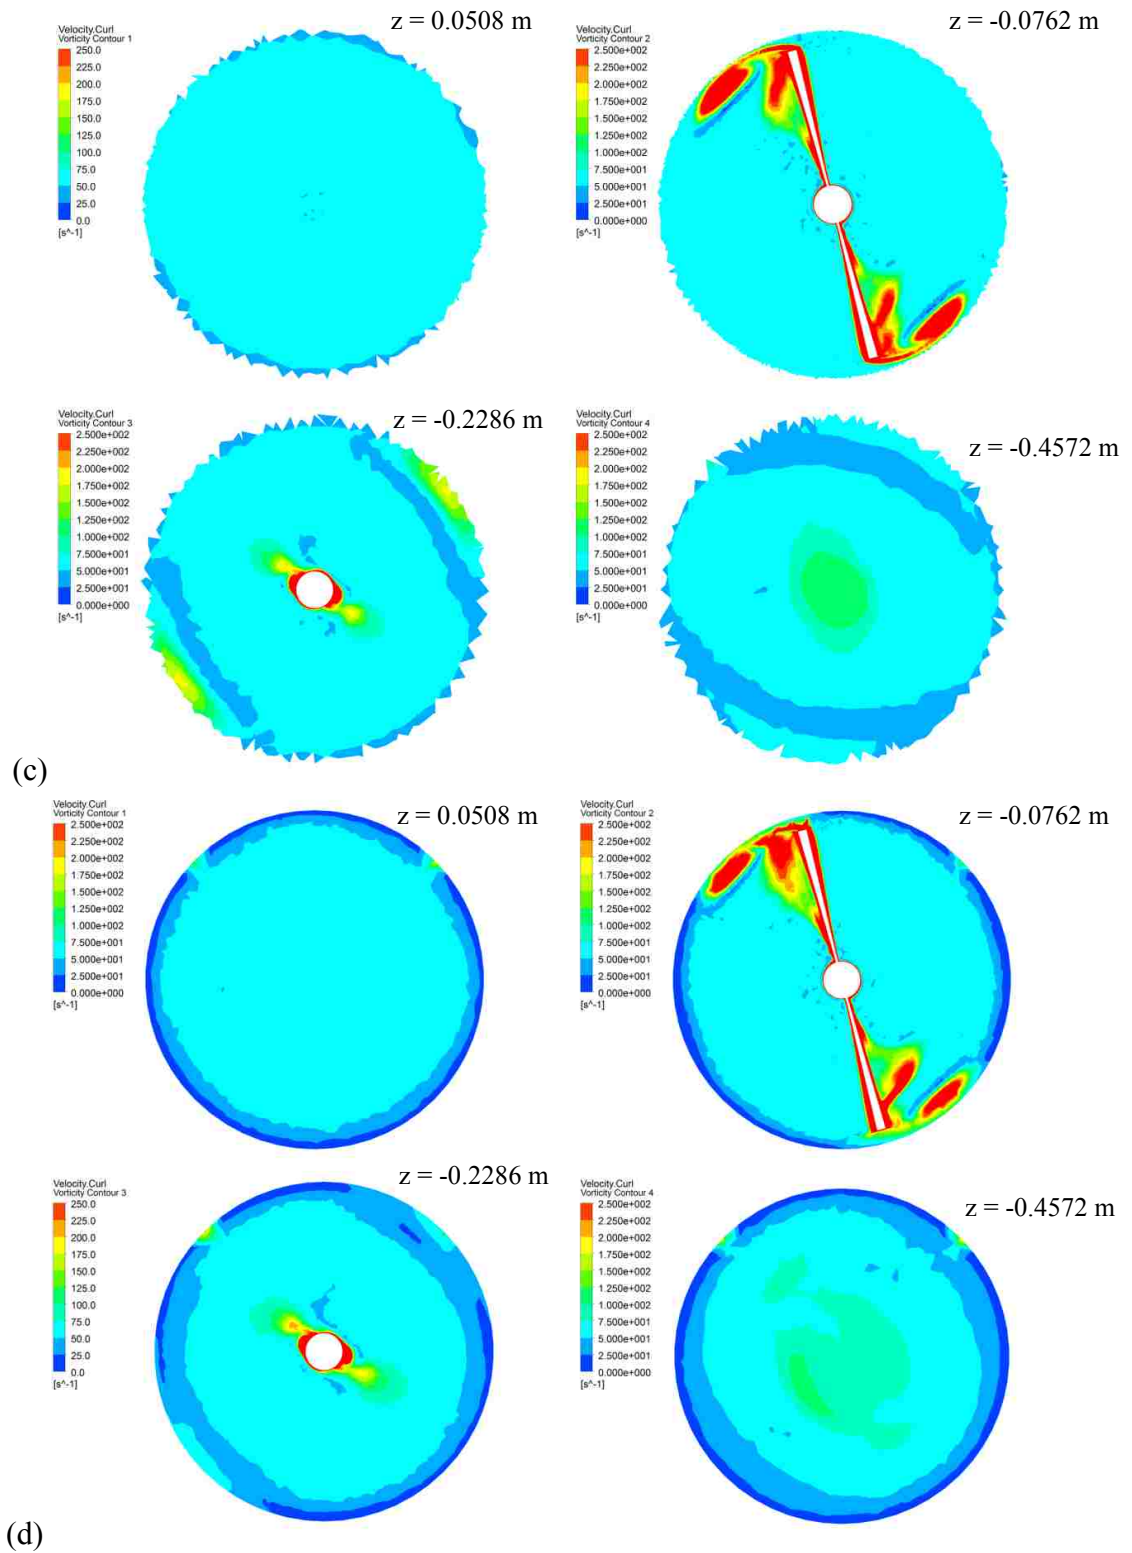 z = 0.0508 m
Velocity.Curl
Vorticity Contour 1
250.0
225.0
200.0
175.0
150.0
125.0
100.0
75.0
50.0
25.0
0.0
[s^-1]
z = -0.0762 m
Velocity.Curl
Vorticity Contour 2
2.500e+002
2.250e+002
2.000e+002
1.750e+002
1.500e+002
1.250e+002
1.000e+002
7.500e+001
5.000e+001
2.500e+001
0.000e+000
[s^-1]
z = -0.2286 m
Velocity.Curl
Vorticity Contour 3
2.500e+002
2.250e+002
2.000e+002
1.750e+002
1.500e+002
1.250e+002
1.000e+002
7.500e+001
5.000e+001
2.500e+001
0.000e+000
[s^-1]
z = -0.4572 m
Velocity.Curl
Vorticity Contour 4
2.500e+002
2.250e+002
2.000e+002
1.750e+002
1.500e+002
1.250e+002
1.000e+002
7.500e+001
5.000e+001
2.500e+001
0.000e+000
[s^-1]
(c)
z = 0.0508 m
Velocity.Curl
Vorticity Contour 1
2.500e+002
2.250e+002
2.000e+002
1.750e+002
1.500e+002
1.250e+002
1.000e+002
7.500e+001
5.000e+001
2.500e+001
0.000e+000
[s^-1]
z = -0.0762 m
Velocity.Curl
Vorticity Contour 2
2.500e+002
2.250e+002
2.000e+002
1.750e+002
1.500e+002
1.250e+002
1.000e+002
7.500e+001
5.000e+001
2.500e+001
0.000e+000
[s^-1]
z = -0.2286 m
Velocity.Curl
Vorticity Contour 3
250.0
225.0
200.0
175.0
150.0
125.0
100.0
75.0
50.0
25.0
0.0
[s^-1]
z = -0.4572 m
Velocity.Curl
Vorticity Contour 4
2.500e+002
2.250e+002
2.000e+002
1.750e+002
1.500e+002
1.250e+002
1.000e+002
7.500e+001
5.000e+001
2.500e+001
0.000e+000
[s^-1]
(d)